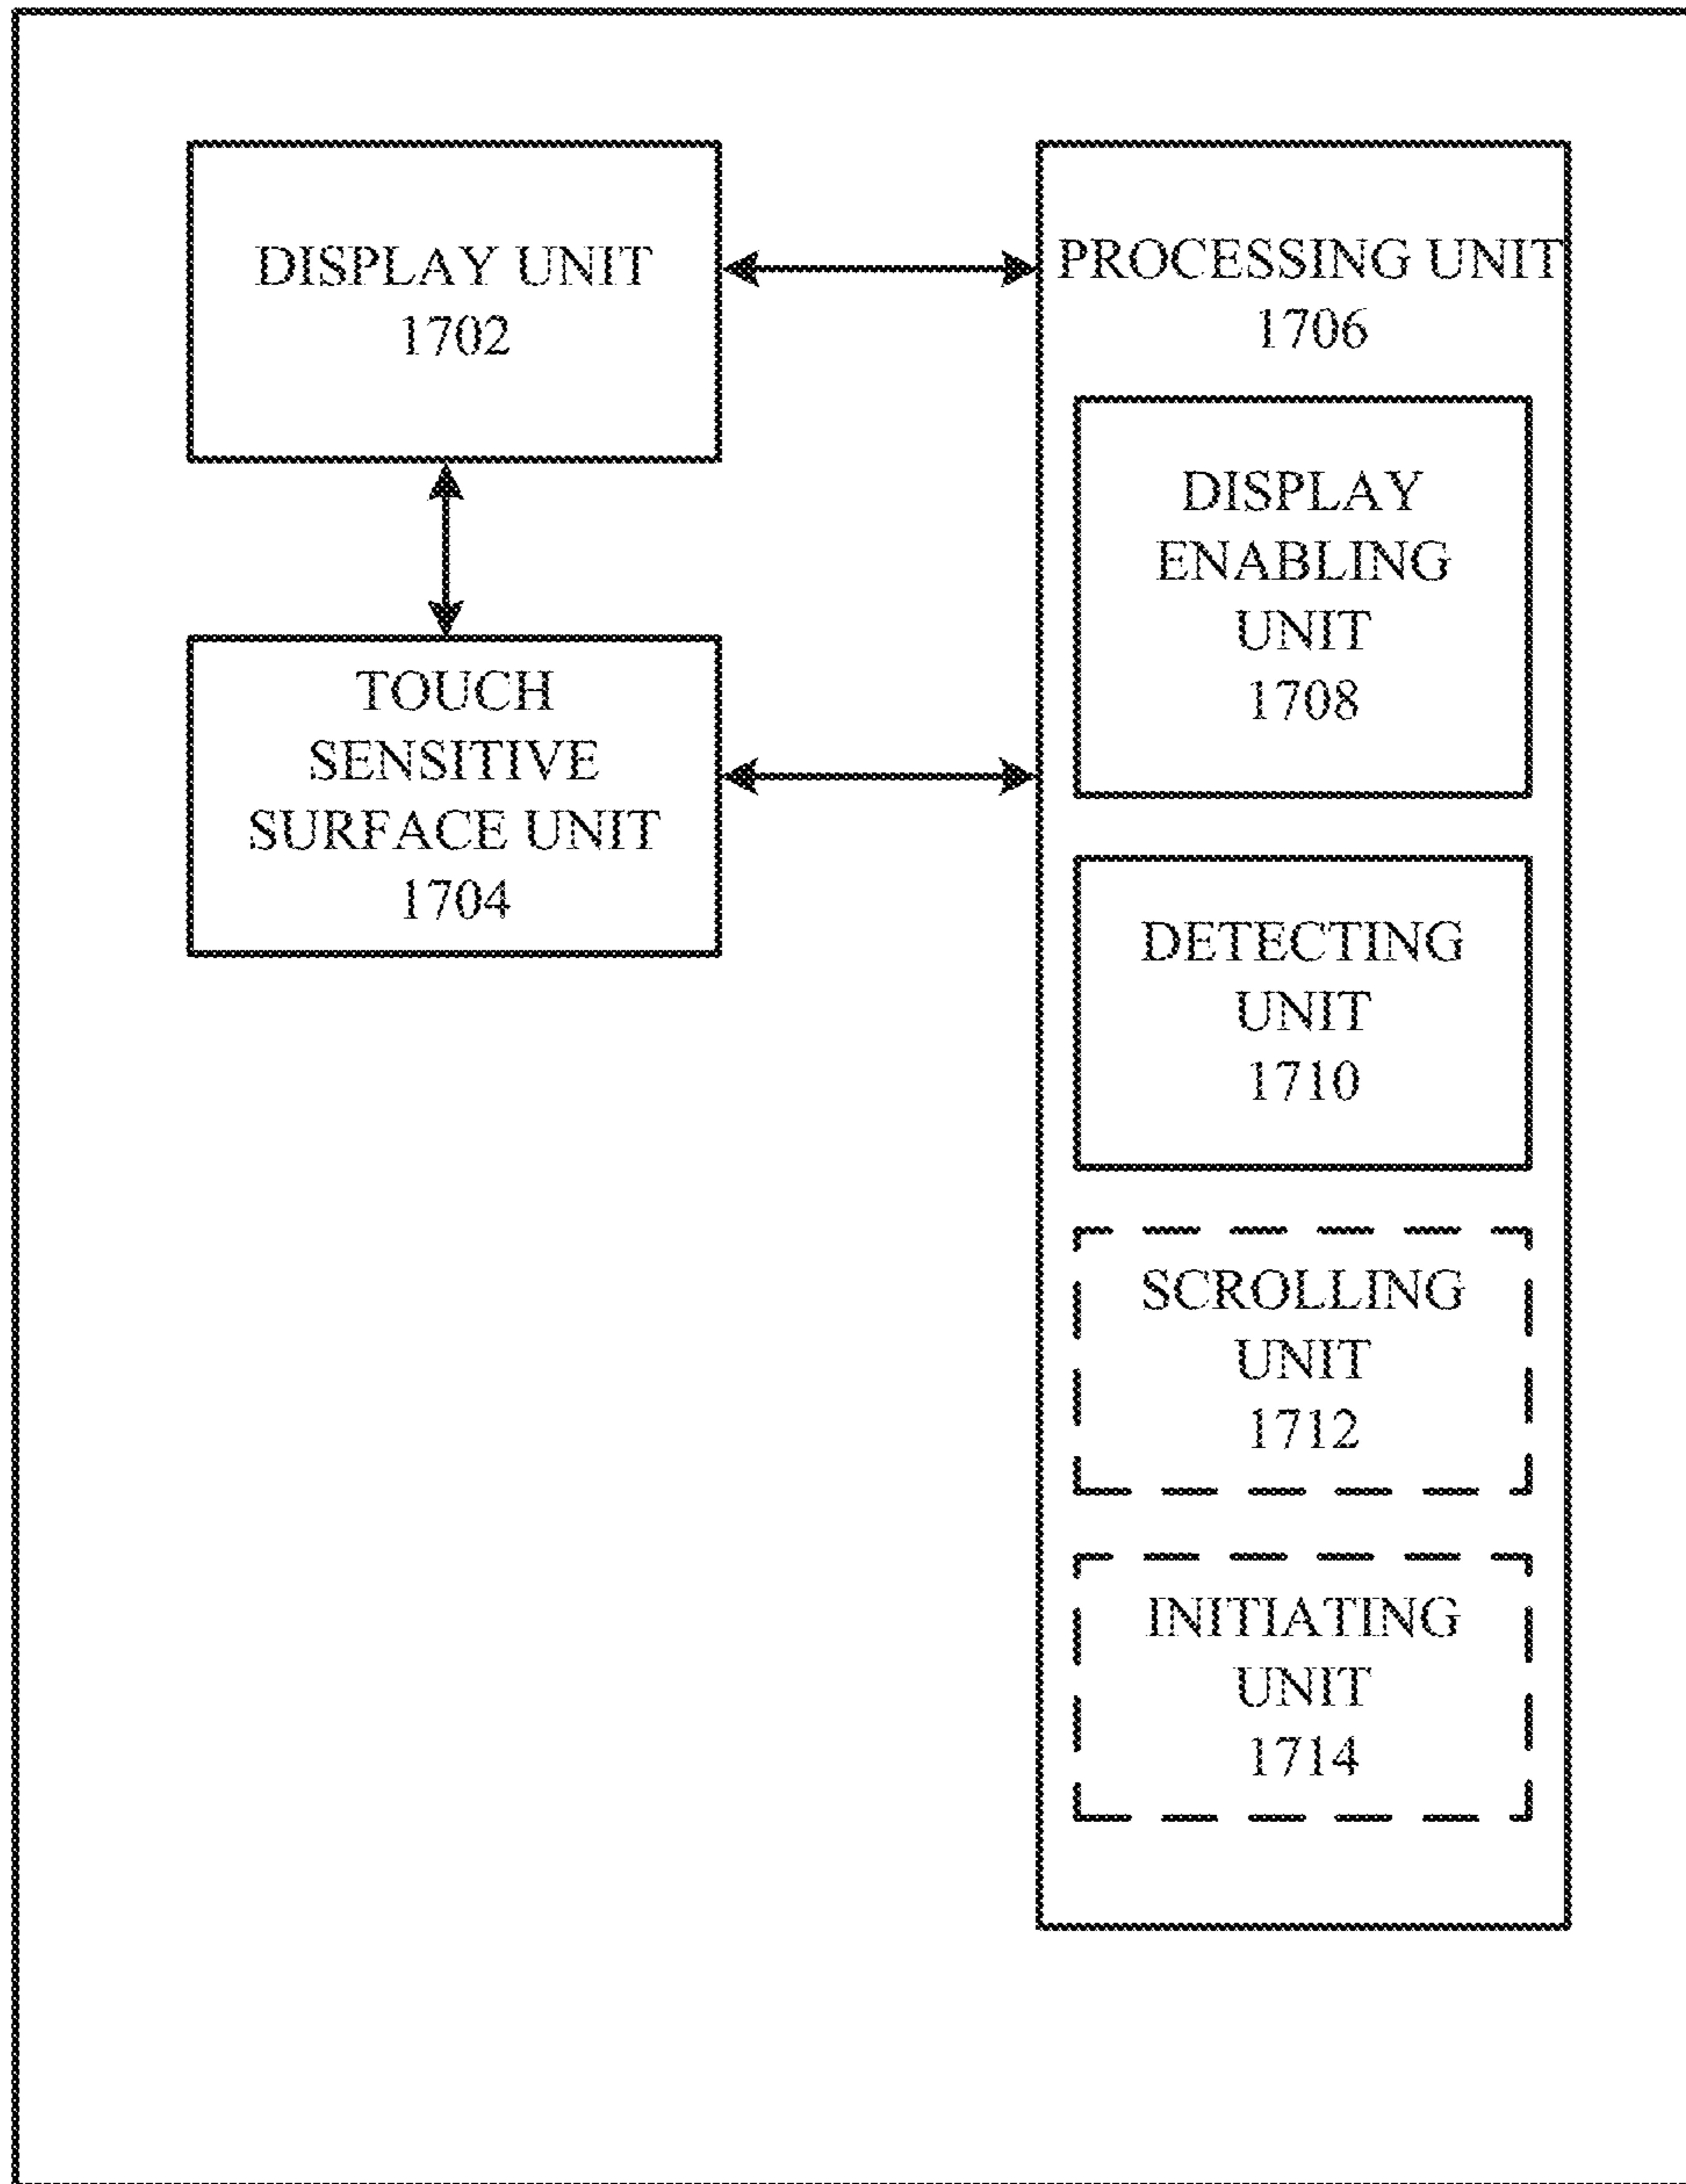 DISPLAY UNIT
1702
TOUCH
SENSITIVE
SURFACE UNIT
1704
PROCESSING UNIT
1706
DISPLAY
ENABLING
UNIT
1708
DETECTING
UNIT
1710
SCROLLING
UNIT
1712
INITIATING
UNIT
1714